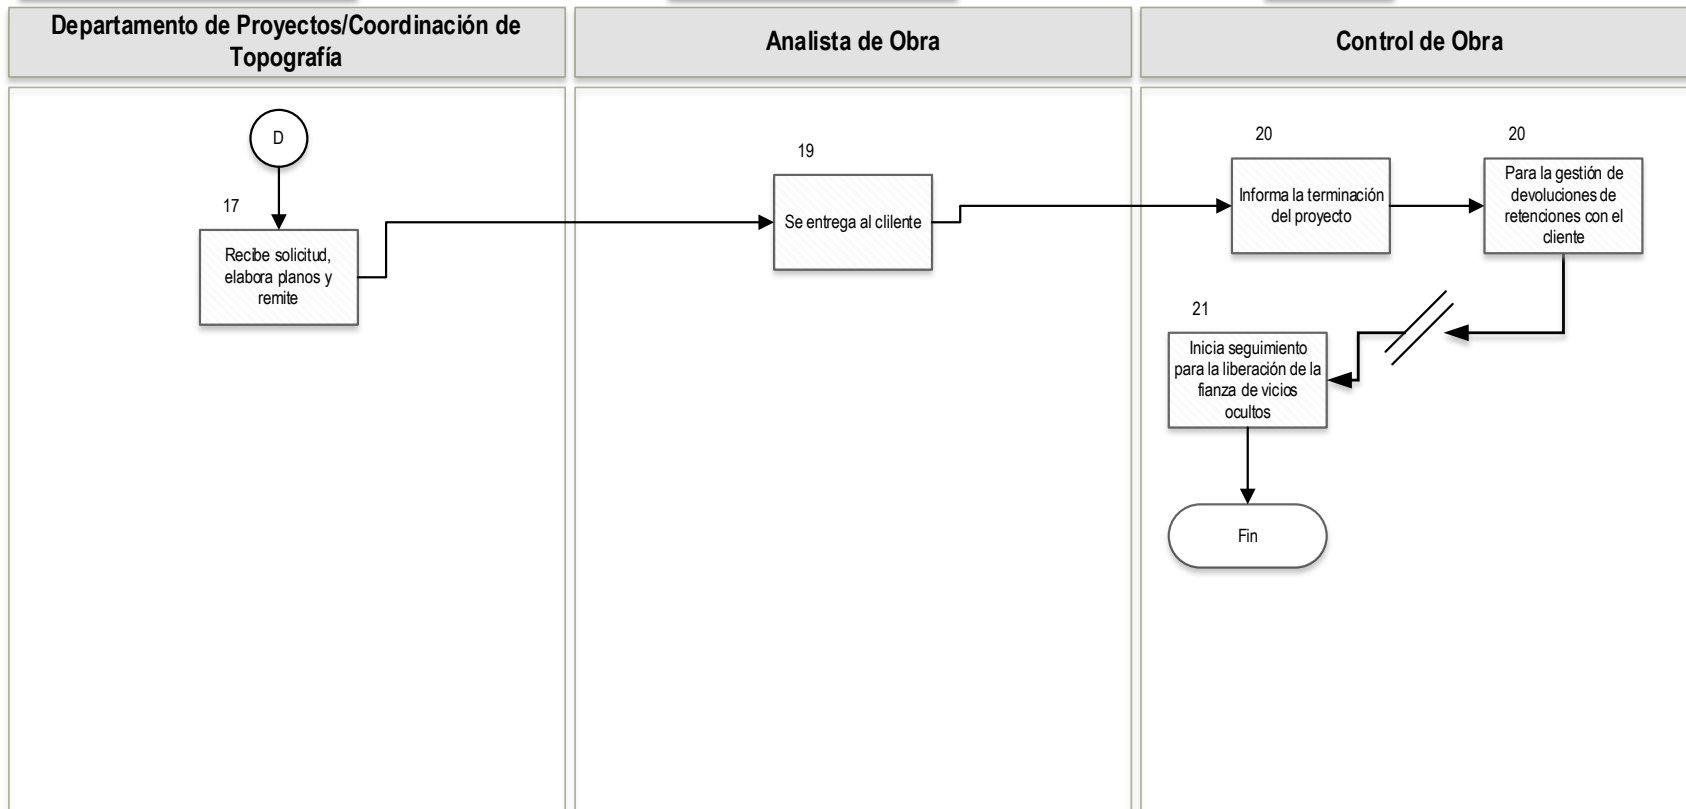 Departamento de Proyectos/Coordinación de
Topografía
Analista de Obra
Control de Obra
D
17
Recibe solicitud,
elabora planos y
remite
19
Se entrega al clilente
20
Informa la terminación
del proyecto
20
Para la gestión de
devoluciones de
retenciones con el
cliente
21
Inicia seguimiento
para la liberación de la
fianza de vicios
ocultos
Fin